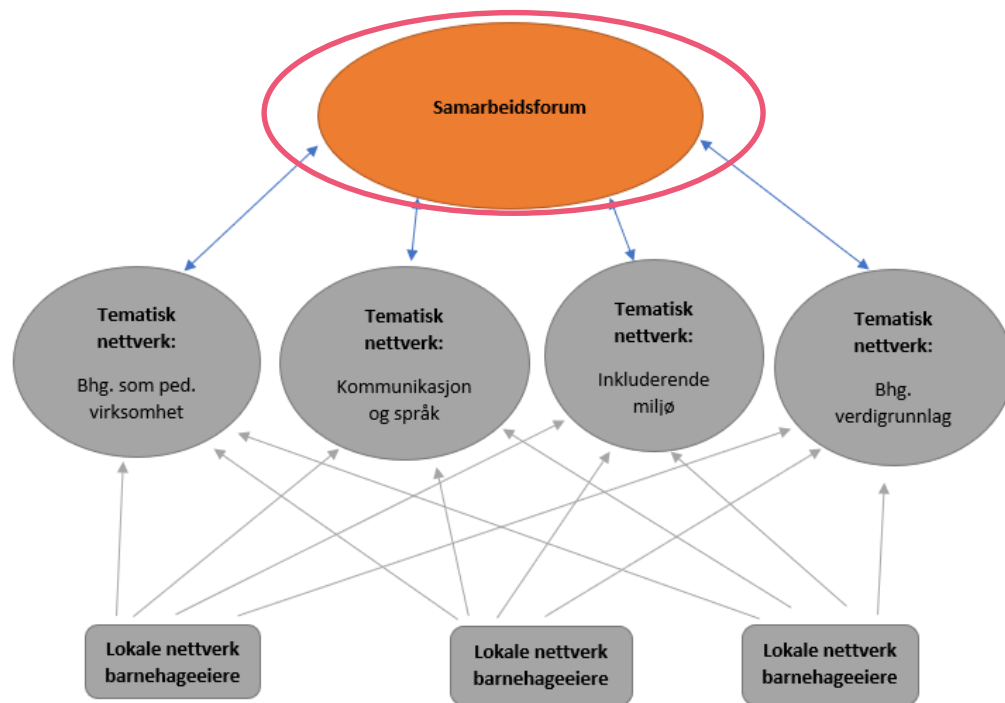 Samarbeidsforum
Tematisk
nettverk:
Bhg. som ped.
virksomhet
Tematisk
nettverk:
Kommunikasjon
og språk
Tematisk
nettverk:
Inkluderende
miljø
Tematisk
nettverk:
Bhg.
verdigrunnlag
Lokale nettverk
barnehageeiere
Lokale nettverk
barnehageeiere
Lokale nettverk
barnehageeiere